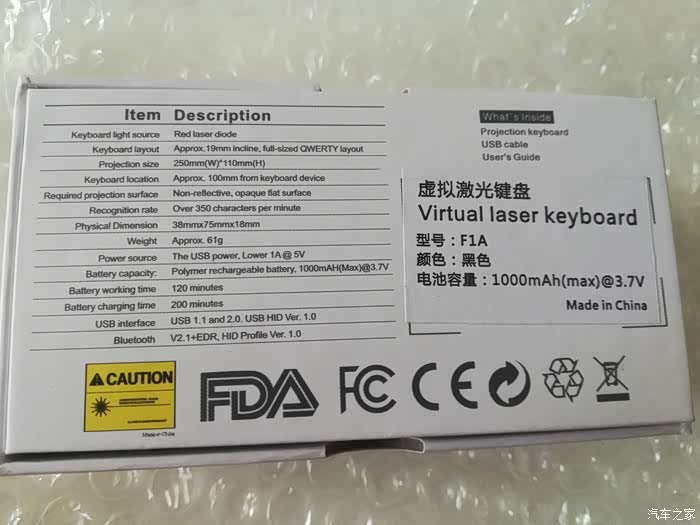 Item Description
Keyboard light source Red laser diode
Keyboard layout Approx.19mm incline, full-sized QWERTY layout
Projection size 250mm(W)*110mm(H)
Keyboard location Approx. 100mm from keyboard device
Required projection surface Non-reflective, opaque flat surface
Recognition rate Over 350 characters per minute
Physical Dimension 38mmx75mmx18mm
Weight Approx. 61g
Power source The USB power, Lower 1A @ 5V
Battery capacity: Polymer rechargeable battery, 1000mAH(Max)@3.7V
Battery working time 120 minutes
Battery charging time 200 minutes
USB interface USB 1.1 and 2.0. USB HID Ver. 1.0
Bluetooth V2.1+EDR, HID Profile Ver. 1.0
What's Inside
Projection keyboard
USB cable
User's Guide
虚拟激光键盘
Virtual laser keyboard
型号：F1A
颜色：黑色
电池容量：1000mAh(max)@3.7V
Made in China
CAUTION
Made in China
FDA FC CE
汽车之家